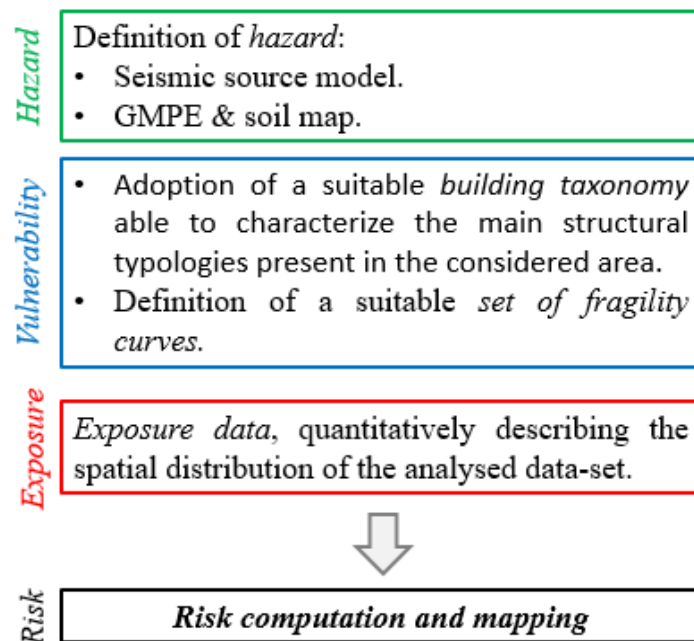 Hazard
Definition of hazard:
• Seismic source model.
• GMPE & soil map.
Vulnerability
• Adoption of a suitable building taxonomy
able to characterize the main structural
typologies present in the considered area.
• Definition of a suitable set of fragility
curves.
Exposure
Exposure data, quantitatively describing the
spatial distribution of the analysed data-set.
Risk
Risk computation and mapping